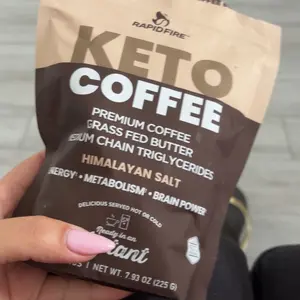 RAPIDFIRE™
KETO
COFFEE
PREMIUM COFFEE
GRASS FED BUTTER
CHAIN TRIGLYCERIDES
HIMALAYAN SALT
• METABOLISM • BRAIN POWER
DELICIOUS SERVED HOT OR COLD
Ready in an
NET WT. 7.93 OZ (225 G)